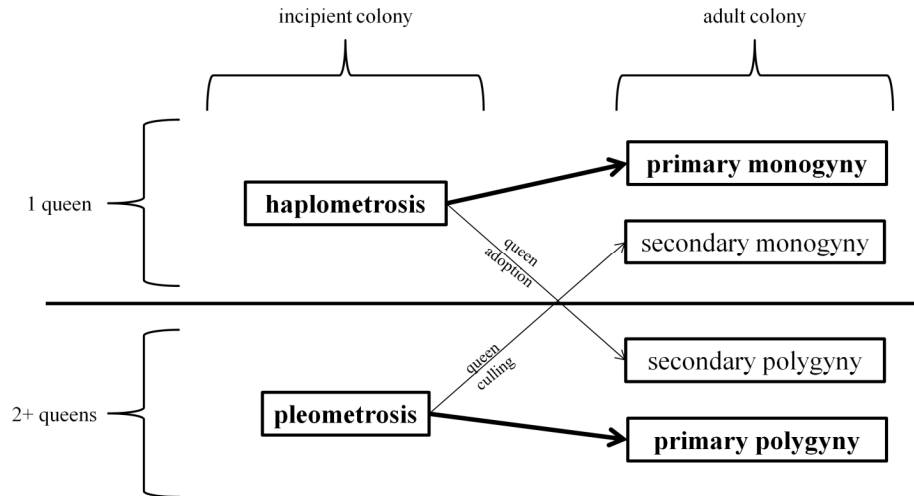 incipient colony
adult colony
1 queen
haplometrosis
primary monogyny
secondary monogyny
queen
adoption
queen
culling
2+ queens
pleometrosis
secondary polygyny
primary polygyny